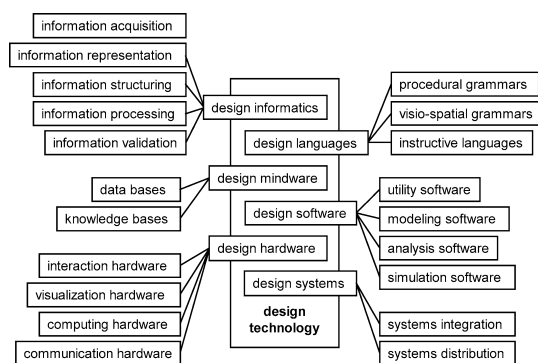 information acquisition
information representation
information structuring
information processing
information validation
design informatics
procedural grammars
visio-spatial grammars
instructive languages
design languages
data bases
knowledge bases
design mindware
utility software
modeling software
analysis software
simulation software
design software
interaction hardware
visualization hardware
computing hardware
communication hardware
design hardware
design systems
systems integration
systems distribution
design
technology